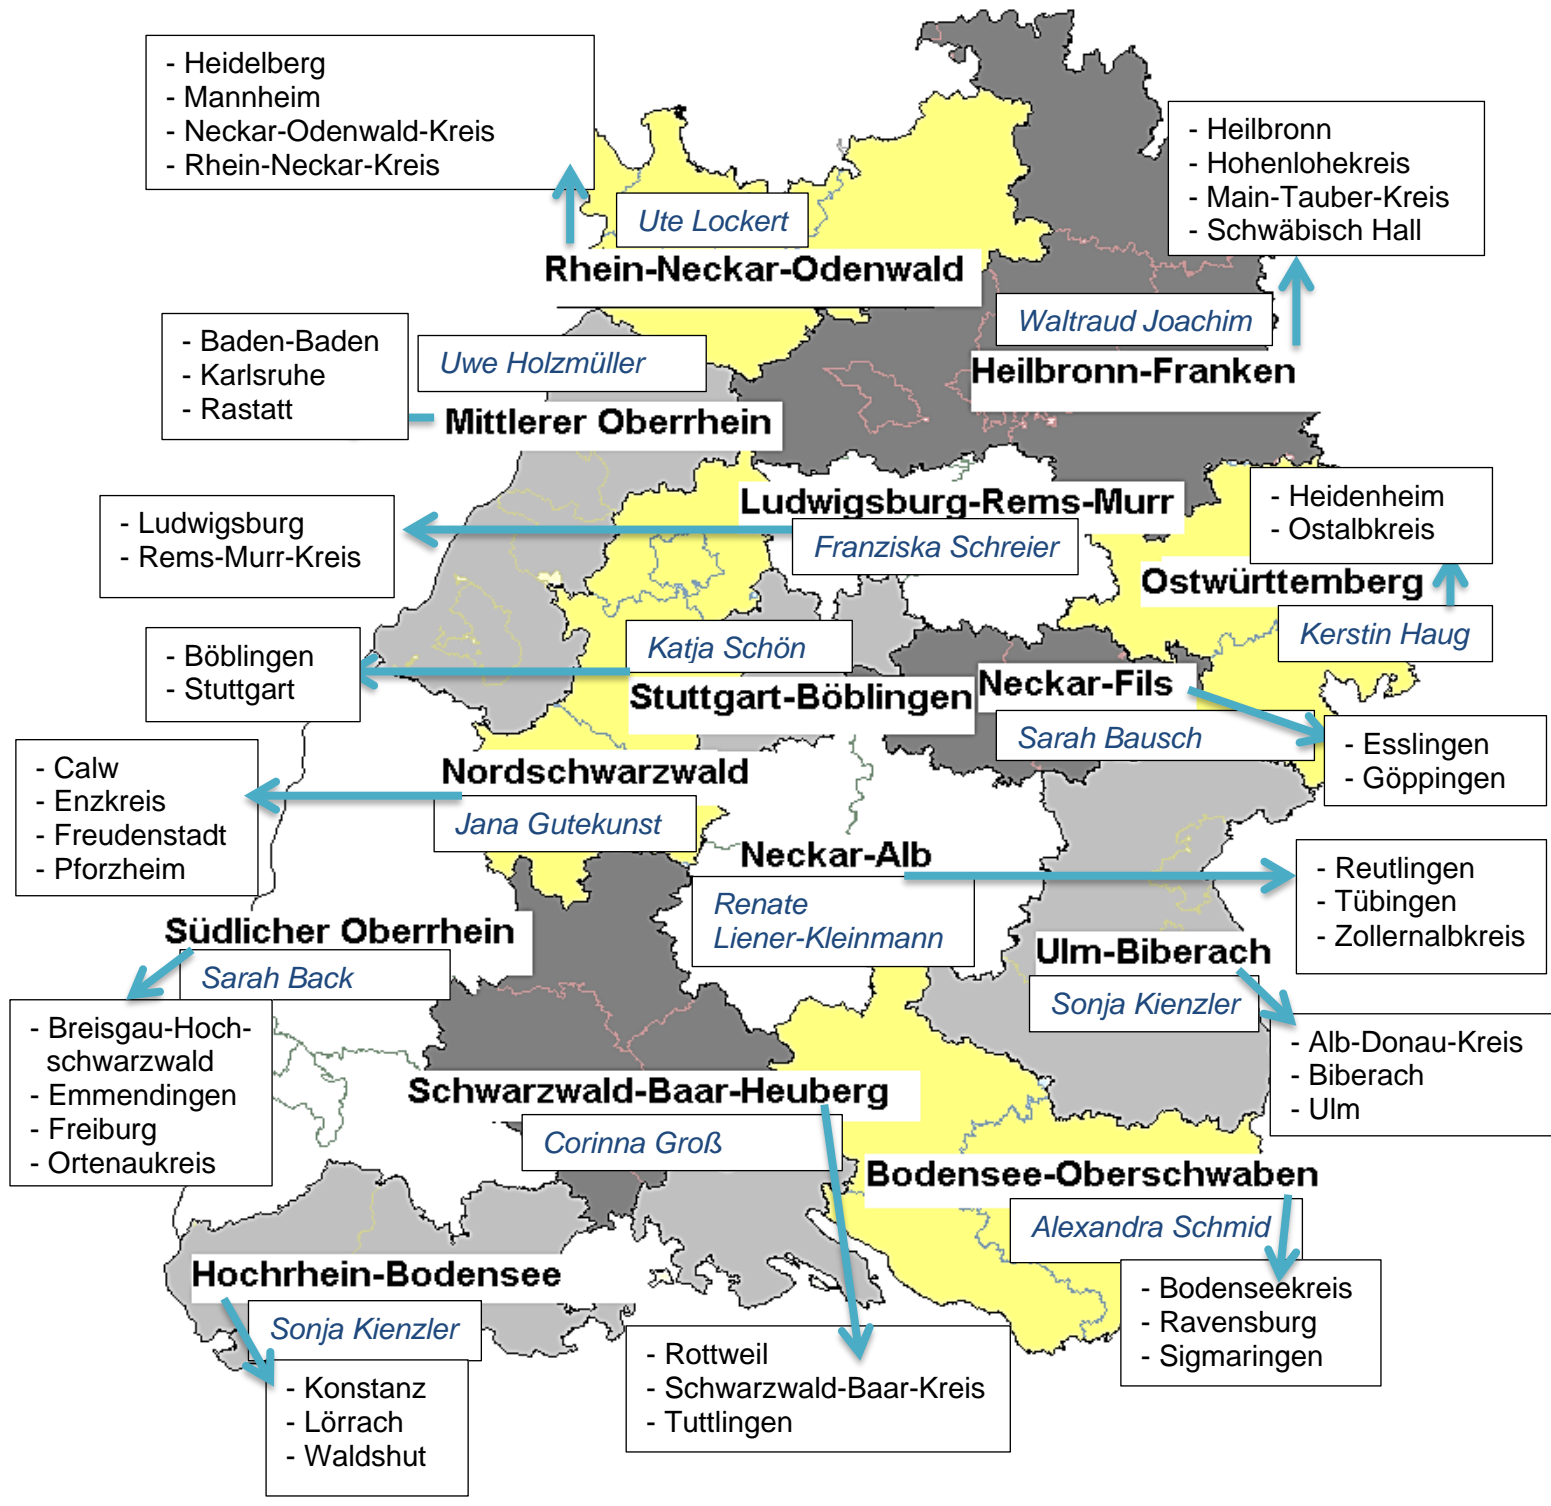 - Heidelberg
- Mannheim
- Neckar-Odenwald-Kreis
- Rhein-Neckar-Kreis
- Heilbronn
- Hohenlohekreis
- Main-Tauber-Kreis
- Schwäbisch Hall
Ute Lockert
Rhein-Neckar-Odenwald
Waltraud Joachim
Heilbronn-Franken
- Baden-Baden
- Karlsruhe
- Rastatt
Uwe Holzmüller
Mittlerer Oberrhein
- Ludwigsburg
- Rems-Murr-Kreis
Ludwigsburg-Rems-Murr
Franziska Schreier
- Heidenheim
- Ostalbkreis
Ostwürttemberg
Kerstin Haug
- Böblingen
- Stuttgart
Katja Schön
Stuttgart-Böblingen
Neckar-Fils
Sarah Bausch
- Esslingen
- Göppingen
- Calw
- Enzkreis
- Freudenstadt
- Pforzheim
Nordschwarzwald
Jana Gutekunst
Neckar-Alb
Renate
Liener-Kleinmann
- Reutlingen
- Tübingen
- Zollernalbkreis
Südlicher Oberrhein
Sarah Back
- Breisgau-Hoch-
schwarzwald
- Emmendingen
- Freiburg
- Ortenaukreis
Ulm-Biberach
Sonja Kienzler
- Alb-Donau-Kreis
- Biberach
- Ulm
Schwarzwald-Baar-Heuberg
Corinna Groß
Bodensee-Oberschwaben
Alexandra Schmid
- Bodenseekreis
- Ravensburg
- Sigmaringen
Hochrhein-Bodensee
Sonja Kienzler
- Konstanz
- Lörrach
- Waldshut
- Rottweil
- Schwarzwald-Baar-Kreis
- Tuttlingen